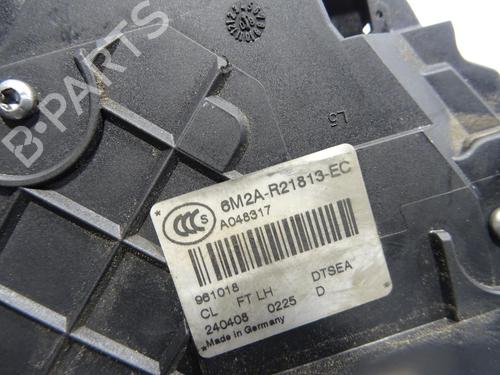 B-PARTS
L5
CCC S
6M2A-R21813-EC
A048317
961018
CL FT LH DTSEA
240408 0225 D
Made in Germany